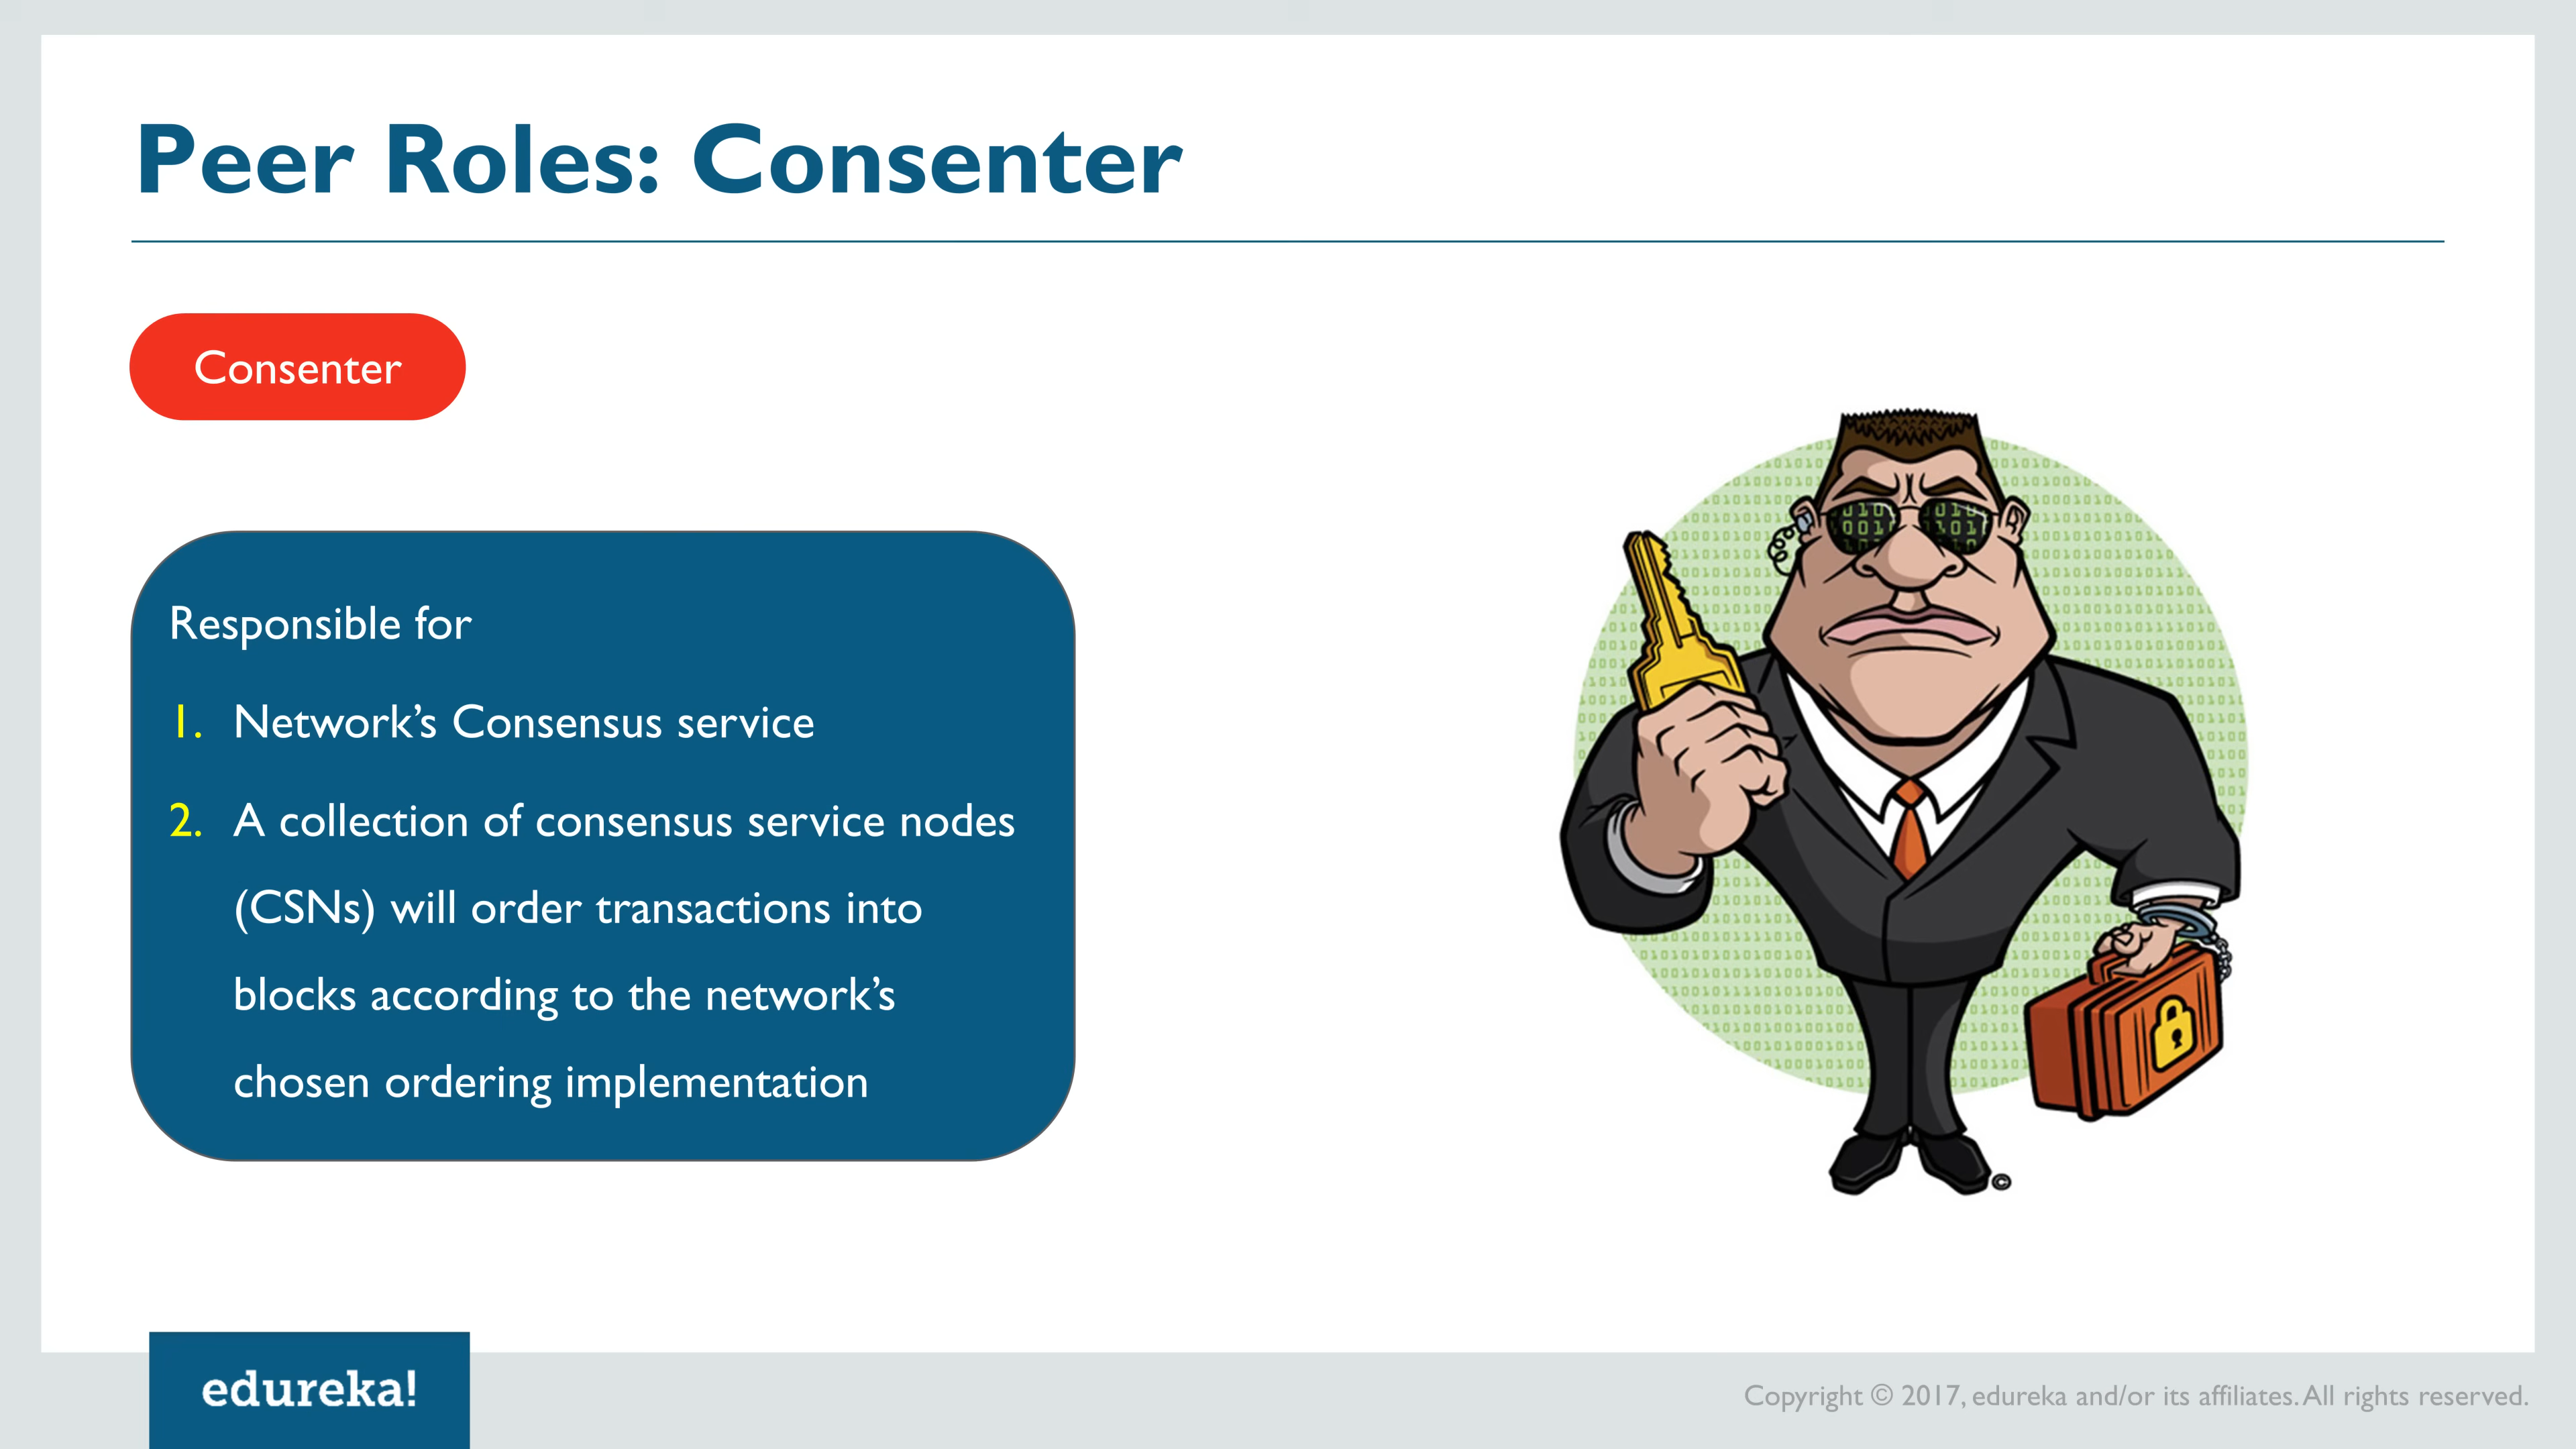 Peer Roles: Consenter
Consenter
Responsible for
1. Network’s Consensus service
2. A collection of consensus service nodes
(CSNs) will order transactions into
blocks according to the network’s
chosen ordering implementation
©
edureka!
Copyright © 2017, edureka and/or its affiliates. All rights reserved.